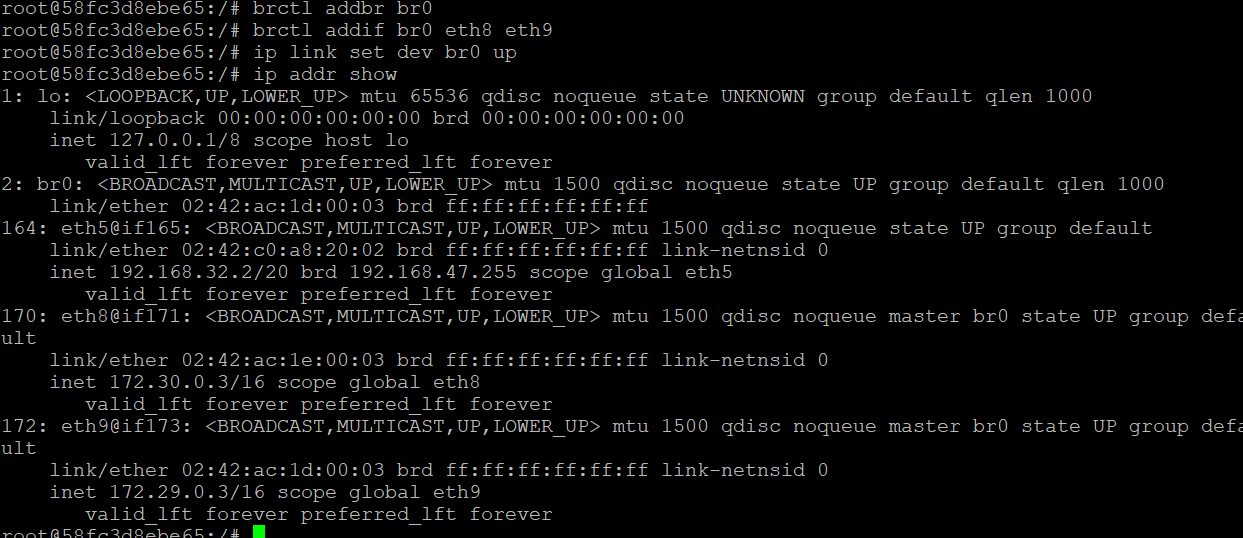 root@58fc3d8ebe65:/# brctl addbr br0
root@58fc3d8ebe65:/# brctl addif br0 eth8 eth9
root@58fc3d8ebe65:/# ip link set dev br0 up
root@58fc3d8ebe65:/# ip addr show
1: lo: <LOOPBACK,UP,LOWER_UP> mtu 65536 qdisc noqueue state UNKNOWN group default qlen 1000
    link/loopback 00:00:00:00:00:00 brd 00:00:00:00:00:00
    inet 127.0.0.1/8 scope host lo
       valid_lft forever preferred_lft forever
2: br0: <BROADCAST,MULTICAST,UP,LOWER_UP> mtu 1500 qdisc noqueue state UP group default qlen 1000
    link/ether 02:42:ac:1d:00:03 brd ff:ff:ff:ff:ff:ff
164: eth5@if165: <BROADCAST,MULTICAST,UP,LOWER_UP> mtu 1500 qdisc noqueue state UP group default
    link/ether 02:42:c0:a8:20:02 brd ff:ff:ff:ff:ff:ff link-netnsid 0
    inet 192.168.32.2/20 brd 192.168.47.255 scope global eth5
       valid_lft forever preferred_lft forever
170: eth8@if171: <BROADCAST,MULTICAST,UP,LOWER_UP> mtu 1500 qdisc noqueue master br0 state UP group defa
ult
    link/ether 02:42:ac:1e:00:03 brd ff:ff:ff:ff:ff:ff link-netnsid 0
    inet 172.30.0.3/16 scope global eth8
       valid_lft forever preferred_lft forever
172: eth9@if173: <BROADCAST,MULTICAST,UP,LOWER_UP> mtu 1500 qdisc noqueue master br0 state UP group defa
ult
    link/ether 02:42:ac:1d:00:03 brd ff:ff:ff:ff:ff:ff link-netnsid 0
    inet 172.29.0.3/16 scope global eth9
       valid_lft forever preferred_lft forever
root@58fc3d8ebe65:/#